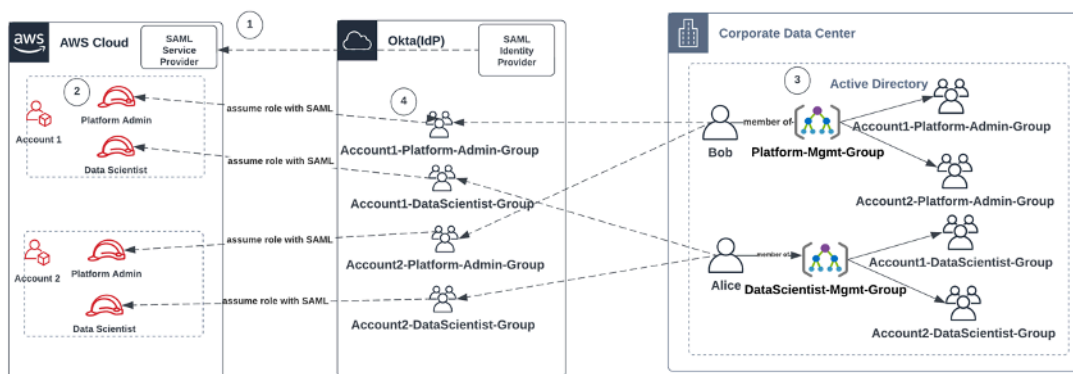 aws
AWS Cloud
SAML
Service
Provider
1
Okta(IdP)
SAML
Identity
Provider
Corporate Data Center
2
Account 1
Platform Admin
Data Scientist
assume role with SAML
assume role with SAML
4
Account1-Platform-Admin-Group
Account1-DataScientist-Group
3
Active Directory
Bob
member of
Platform-Mgmt-Group
Account1-Platform-Admin-Group
Account2-Platform-Admin-Group
Account 2
Platform Admin
Data Scientist
assume role with SAML
assume role with SAML
Account2-Platform-Admin-Group
Account2-DataScientist-Group
Alice
member of
DataScientist-Mgmt-Group
Account1-DataScientist-Group
Account2-DataScientist-Group